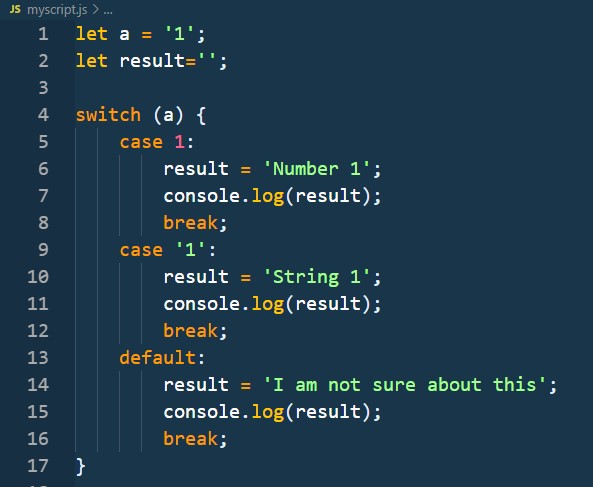 JS myscript.js > ...
1 let a = '1';
2 let result='';
3
4 switch (a) {
5     case 1:
6         result = 'Number 1';
7         console.log(result);
8         break;
9     case '1':
10         result = 'String 1';
11         console.log(result);
12         break;
13     default:
14         result = 'I am not sure about this';
15         console.log(result);
16         break;
17 }